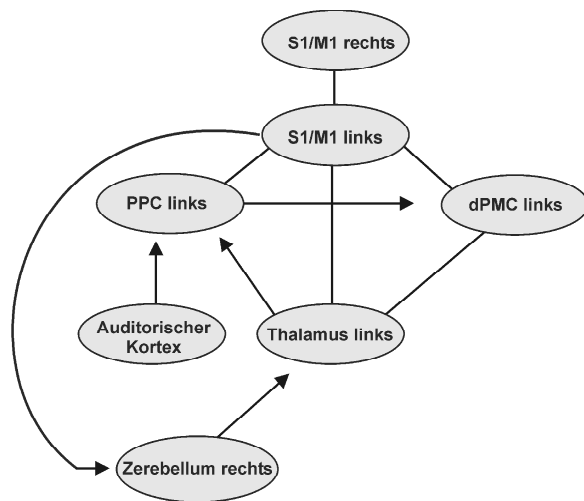 S1/M1 rechts
S1/M1 links
PPC links
dPMC links
Auditorischer
Kortex
Thalamus links
Zerebellum rechts